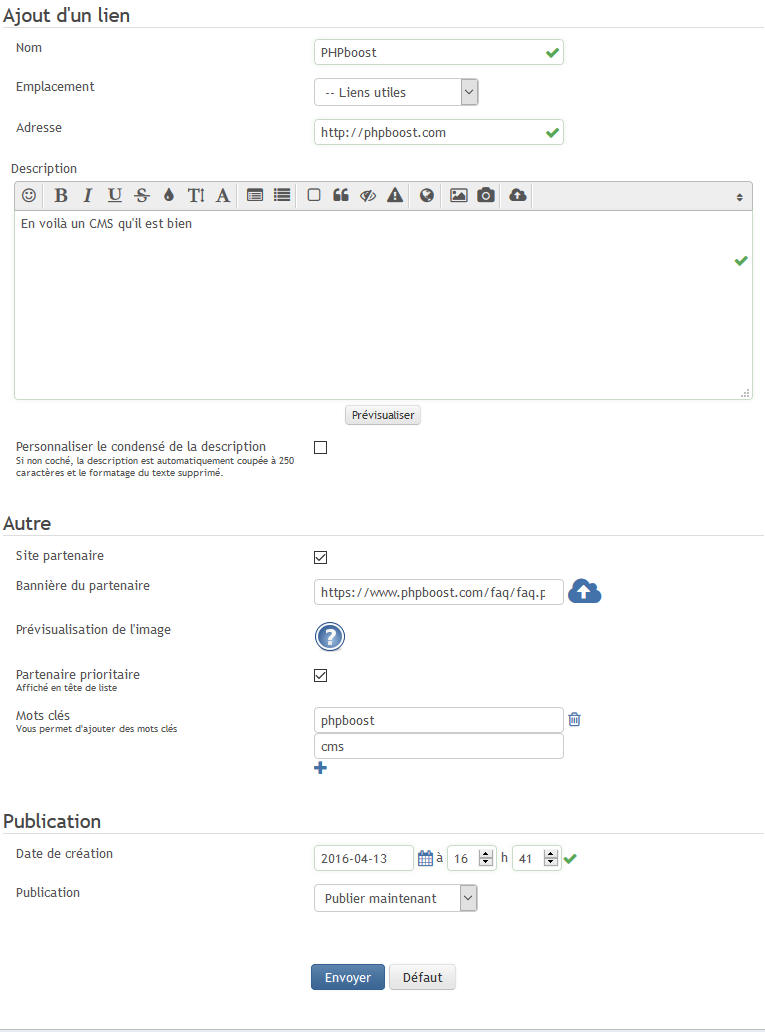 Ajout d'un lien
Nom
PHPboost
Emplacement
-- Liens utiles
Adresse
http://phpboost.com
Description
B I U S T A
En voilà un CMS qu'il est bien
Prévisualiser
Personnaliser le condensé de la description
Si non coché, la description est automatiquement coupée à 250
caractères et le formatage du texte supprimé.
Autre
Site partenaire
Bannière du partenaire
https://www.phpboost.com/faq/faq.p
Prévisualisation de l'image
?
Partenaire prioritaire
Affiché en tête de liste
Mots clés
Vous permet d'ajouter des mots clés
phpboost
cms
Publication
Date de création
2016-04-13 à 16 h 41
Publication
Publier maintenant
Envoyer Défaut